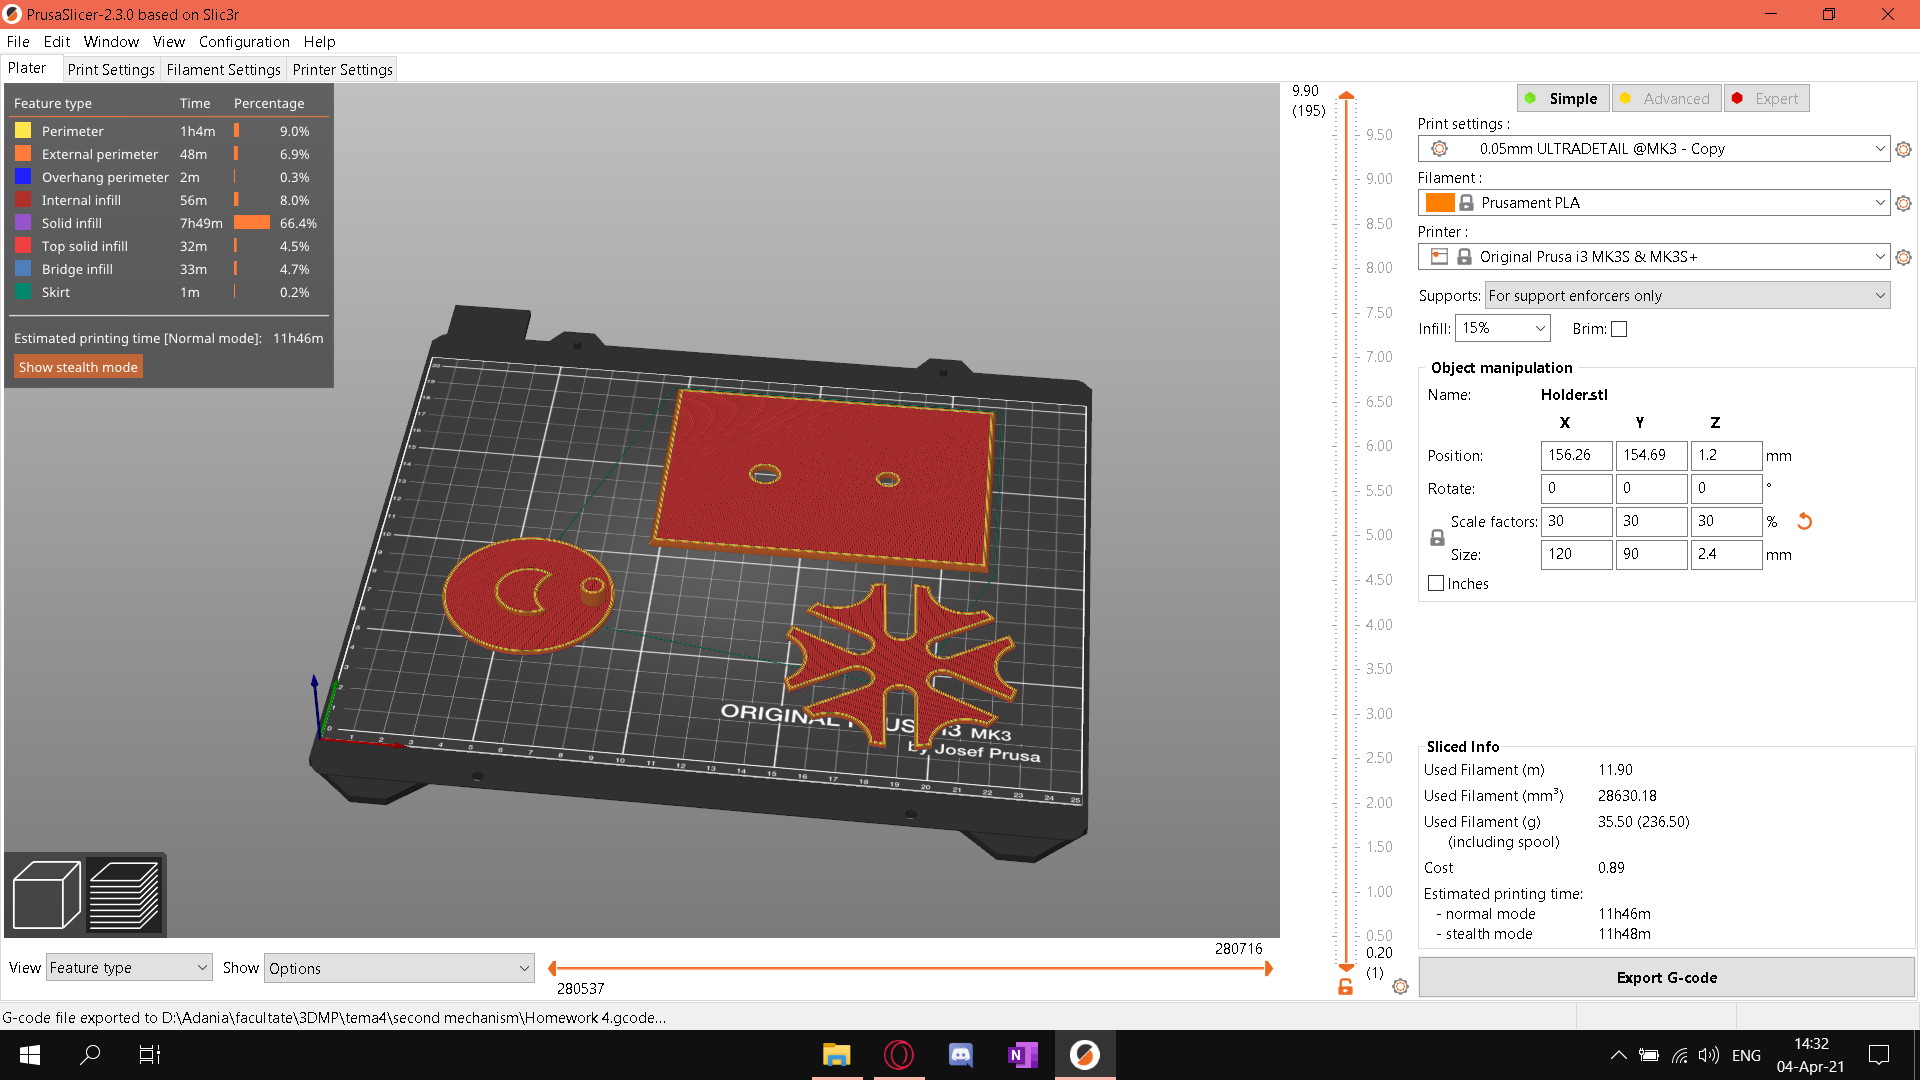 PrusaSlicer-2.3.0 based on Slic3r
File Edit Window View Configuration Help
Plater Print Settings Filament Settings Printer Settings
Feature type Time Percentage
Perimeter 1h4m 9.0%
External perimeter 48m 6.9%
Overhang perimeter 2m 0.3%
Internal infill 56m 8.0%
Solid infill 7h49m 66.4%
Top solid infill 32m 4.5%
Bridge infill 33m 4.7%
Skirt 1m 0.2%
Estimated printing time [Normal mode]: 11h46m
Show stealth mode
ORIGINAL
MK3
by Josef Prusa
View Feature type Show Options
280716
280537
9.90
(195)
9.50
9.00
8.50
8.00
7.50
7.00
6.50
6.00
5.50
5.00
4.50
4.00
3.50
3.00
2.50
2.00
1.50
1.00
0.50
0.20
(1)
Simple Advanced Expert
Print settings :
0.05mm ULTRADETAIL @MK3 - Copy
Filament :
Prusament PLA
Printer :
Original Prusa i3 MK3S & MK3S+
Supports: For support enforcers only
Infill: 15% Brim:
Object manipulation
Name: Holder.stl
X Y Z
Position: 156.26 154.69 1.2 mm
Rotate: 0 0 0 °
Scale factors: 30 30 30 %
Size: 120 90 2.4 mm
Inches
Sliced Info
Used Filament (m) 11.90
Used Filament (mm³) 28630.18
Used Filament (g) 35.50 (236.50)
(including spool)
Cost 0.89
Estimated printing time:
- normal mode 11h46m
- stealth mode 11h48m
Export G-code
G-code file exported to D:\Adania\facultate\3DMP\tema4\second mechanism\Homework 4.gcode...
ENG
14:32
04-Apr-21